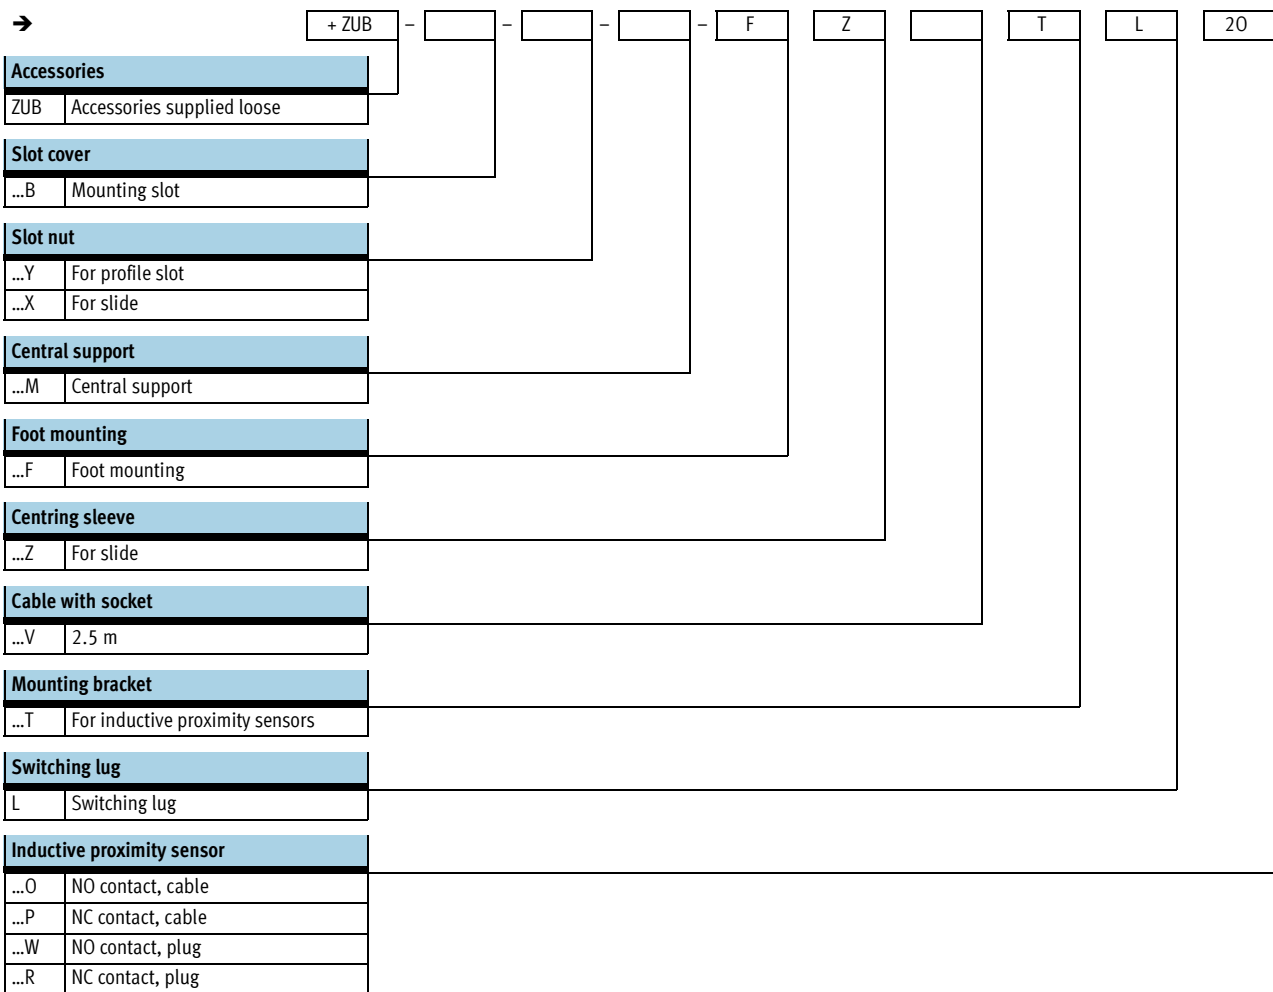 ➔ + ZUB – – – – F Z T L 2O
Accessories
ZUB Accessories supplied loose
Slot cover
...B Mounting slot
Slot nut
...Y For profile slot
...X For slide
Central support
...M Central support
Foot mounting
...F Foot mounting
Centring sleeve
...Z For slide
Cable with socket
...V 2.5 m
Mounting bracket
...T For inductive proximity sensors
Switching lug
L Switching lug
Inductive proximity sensor
...O NO contact, cable
...P NC contact, cable
...W NO contact, plug
...R NC contact, plug